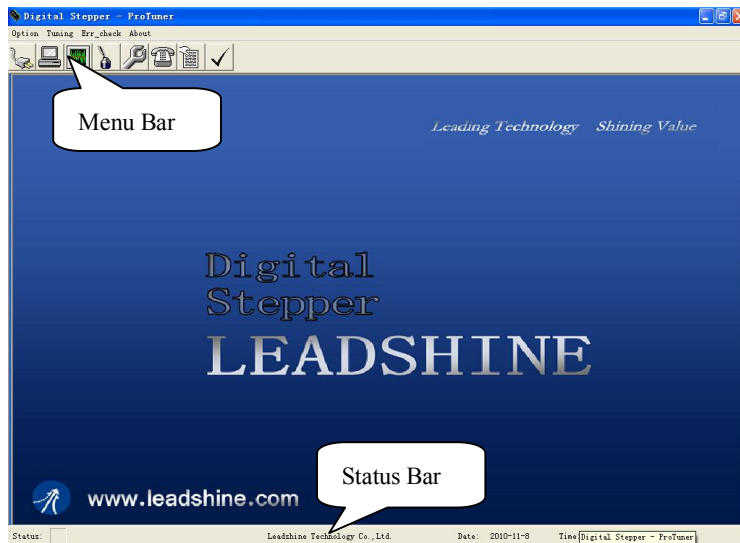 Digital Stepper - ProTuner
Option Tuning Err_check About
Menu Bar
Leading Technology Shining Value
Digital
Stepper
LEADSHINE
Status Bar
www.leadshine.com
Status: Leadshine Technology Co.,Ltd. Date: 2010-11-8 Time: Digital Stepper - ProTuner